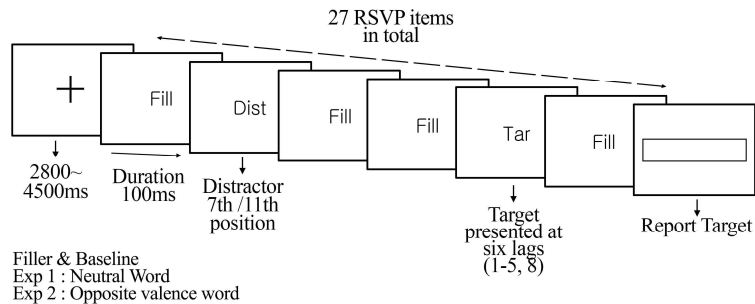 27 RSVP items
in total
Fill
Dist
Fill
Fill
Tar
Fill
2800~
4500ms
Duration
100ms
Distractor
7th /11th
position
Target
presented at
six lags
(1-5, 8)
Report Target
Filler & Baseline
Exp 1 : Neutral Word
Exp 2 : Opposite valence word